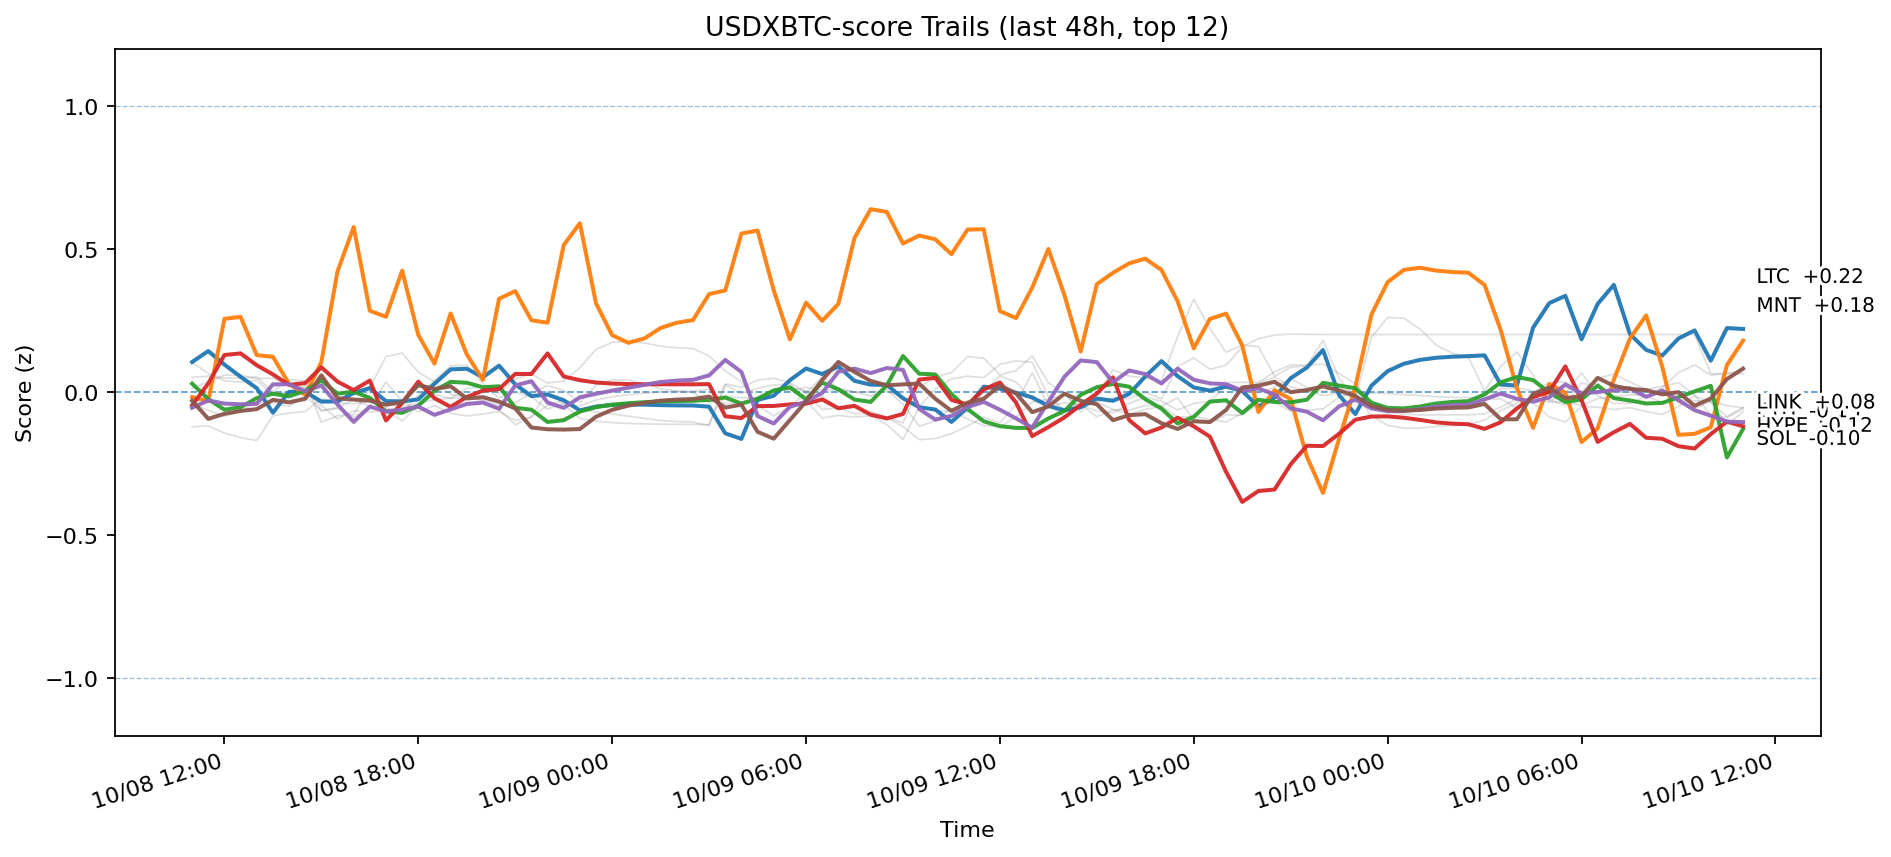 USDXBTC-score Trails (last 48h, top 12)
Score (z)
1.0
0.5
0.0
−0.5
−1.0
LTC +0.22
MNT +0.18
LINK +0.08
HYPE -0.12
SOL -0.10
10/08 12:00
10/08 18:00
10/09 00:00
10/09 06:00
10/09 12:00
10/09 18:00
10/10 00:00
10/10 06:00
10/10 12:00
Time